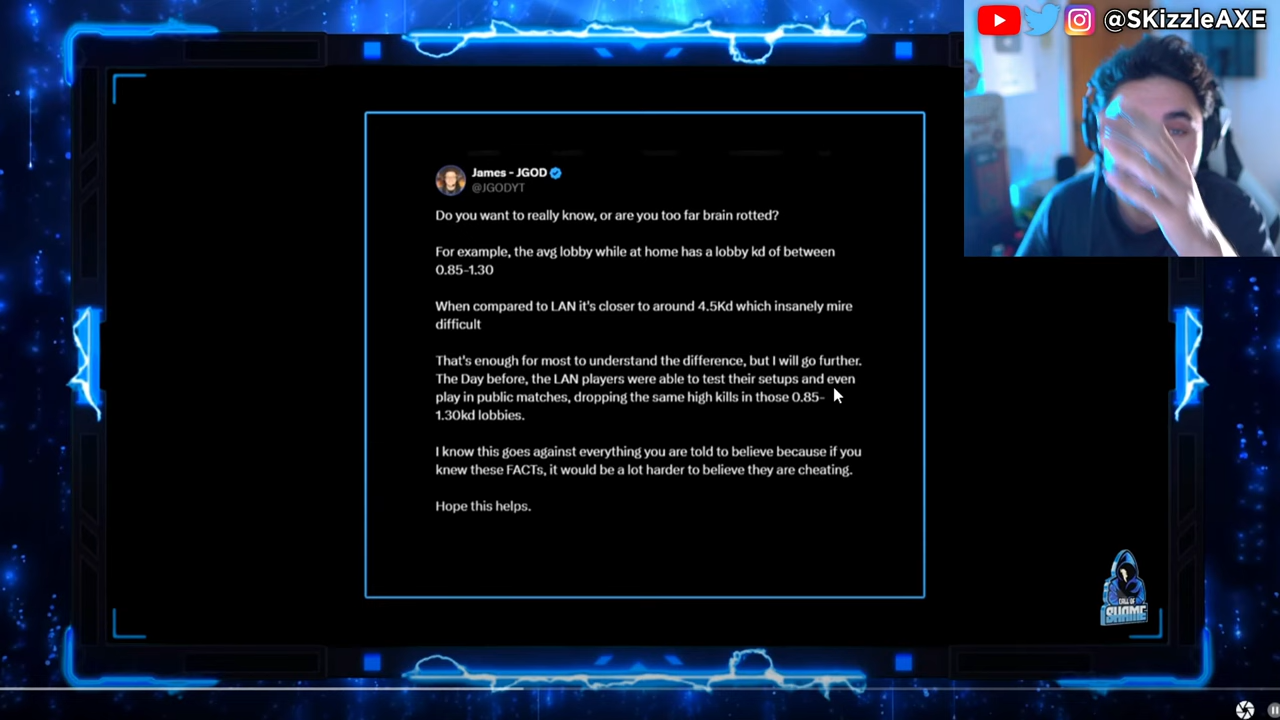 @SKizzleAXE
James - JGOD
@JGODYT
Do you want to really know, or are you too far brain rotted?
For example, the avg lobby while at home has a lobby kd of between
0.85-1.30
When compared to LAN it's closer to around 4.5Kd which insanely mire
difficult
That's enough for most to understand the difference, but I will go further.
The Day before, the LAN players were able to test their setups and even
play in public matches, dropping the same high kills in those 0.85-
1.30kd lobbies.
I know this goes against everything you are told to believe because if you
knew these FACTs, it would be a lot harder to believe they are cheating.
Hope this helps.
CALL OF
SHAME